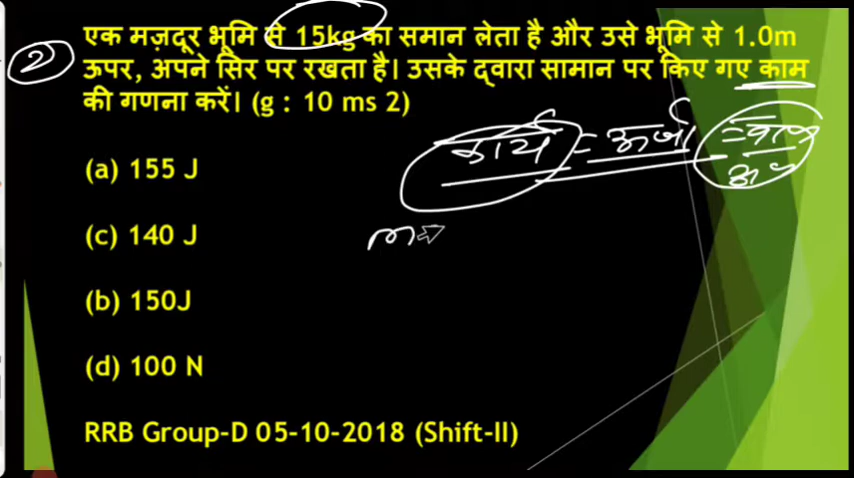 एक मज़दूर भूमि से 15kg का समान लेता है और उसे भूमि से 1.0m
2
ऊपर, अपने सिर पर रखता है। उसके द्वारा सामान पर किए गए काम
की गणना करें। (g : 10 ms 2)
कार्य = ऊर्जा =
(a) 155 J
(c) 140 J
m
(b) 150J
(d) 100 N
RRB Group-D 05-10-2018 (Shift-II)